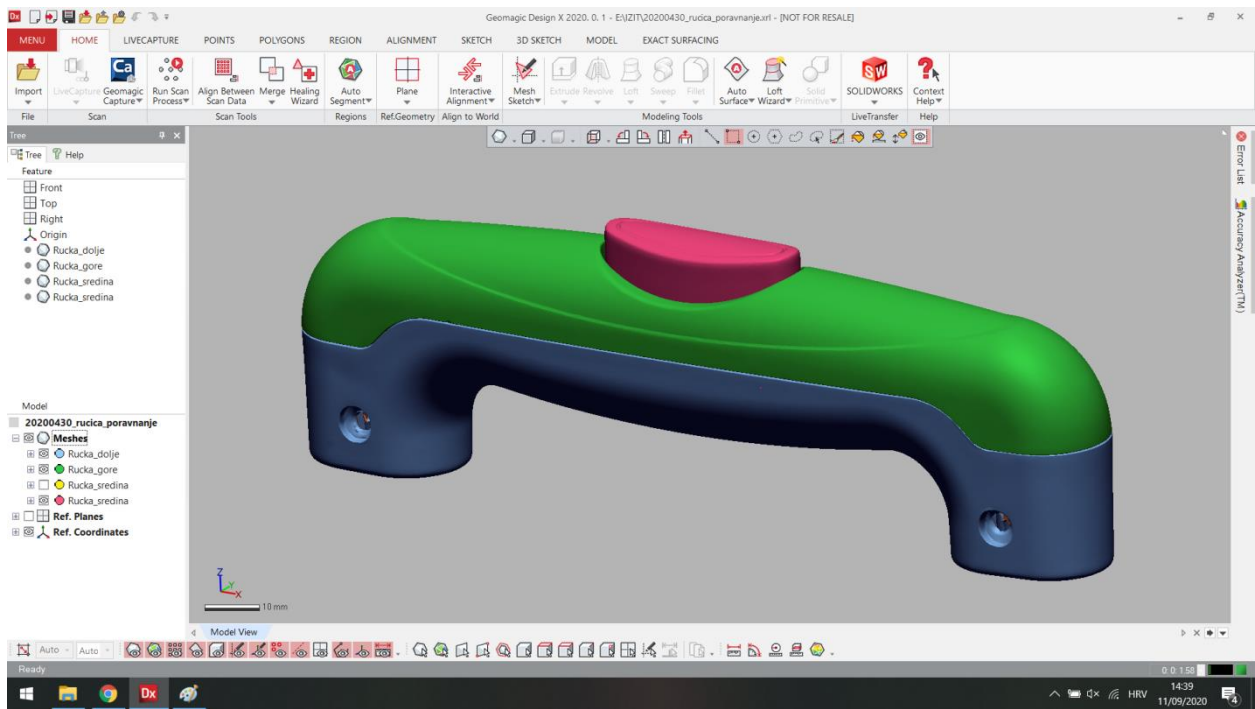 Dx
Geomagic Design X 2020. 0. 1 - E:\IZIT\20200430_rucica_poravnanje.xrl - [NOT FOR RESALE]
MENU HOME LIVECAPTURE POINTS POLYGONS REGION ALIGNMENT SKETCH 3D SKETCH MODEL EXACT SURFACING
Import LiveCapture Geomagic Capture Run Scan Process Align Between Scan Data Merge Healing Wizard Auto Segment Plane Interactive Alignment Mesh Sketch Extrude Revolve Loft Sweep Fillet Auto Surface Loft Wizard Solid Primitive SOLIDWORKS Context Help
File Scan Scan Tools Regions Ref.Geometry Align to World Modeling Tools LiveTransfer Help
Tree
Tree Help
Feature
Front
Top
Right
Origin
Rucka_dolje
Rucka_gore
Rucka_sredina
Rucka_sredina
Model
20200430_rucica_poravnanje
Meshes
Rucka_dolje
Rucka_gore
Rucka_sredina
Rucka_sredina
Ref. Planes
Ref. Coordinates
Error List
Accuracy Analyzer(TM)
Z
Y
X
10 mm
Model View
Auto Auto
Ready
0: 0: 1.58
Dx
HRV
14:39
11/09/2020
4